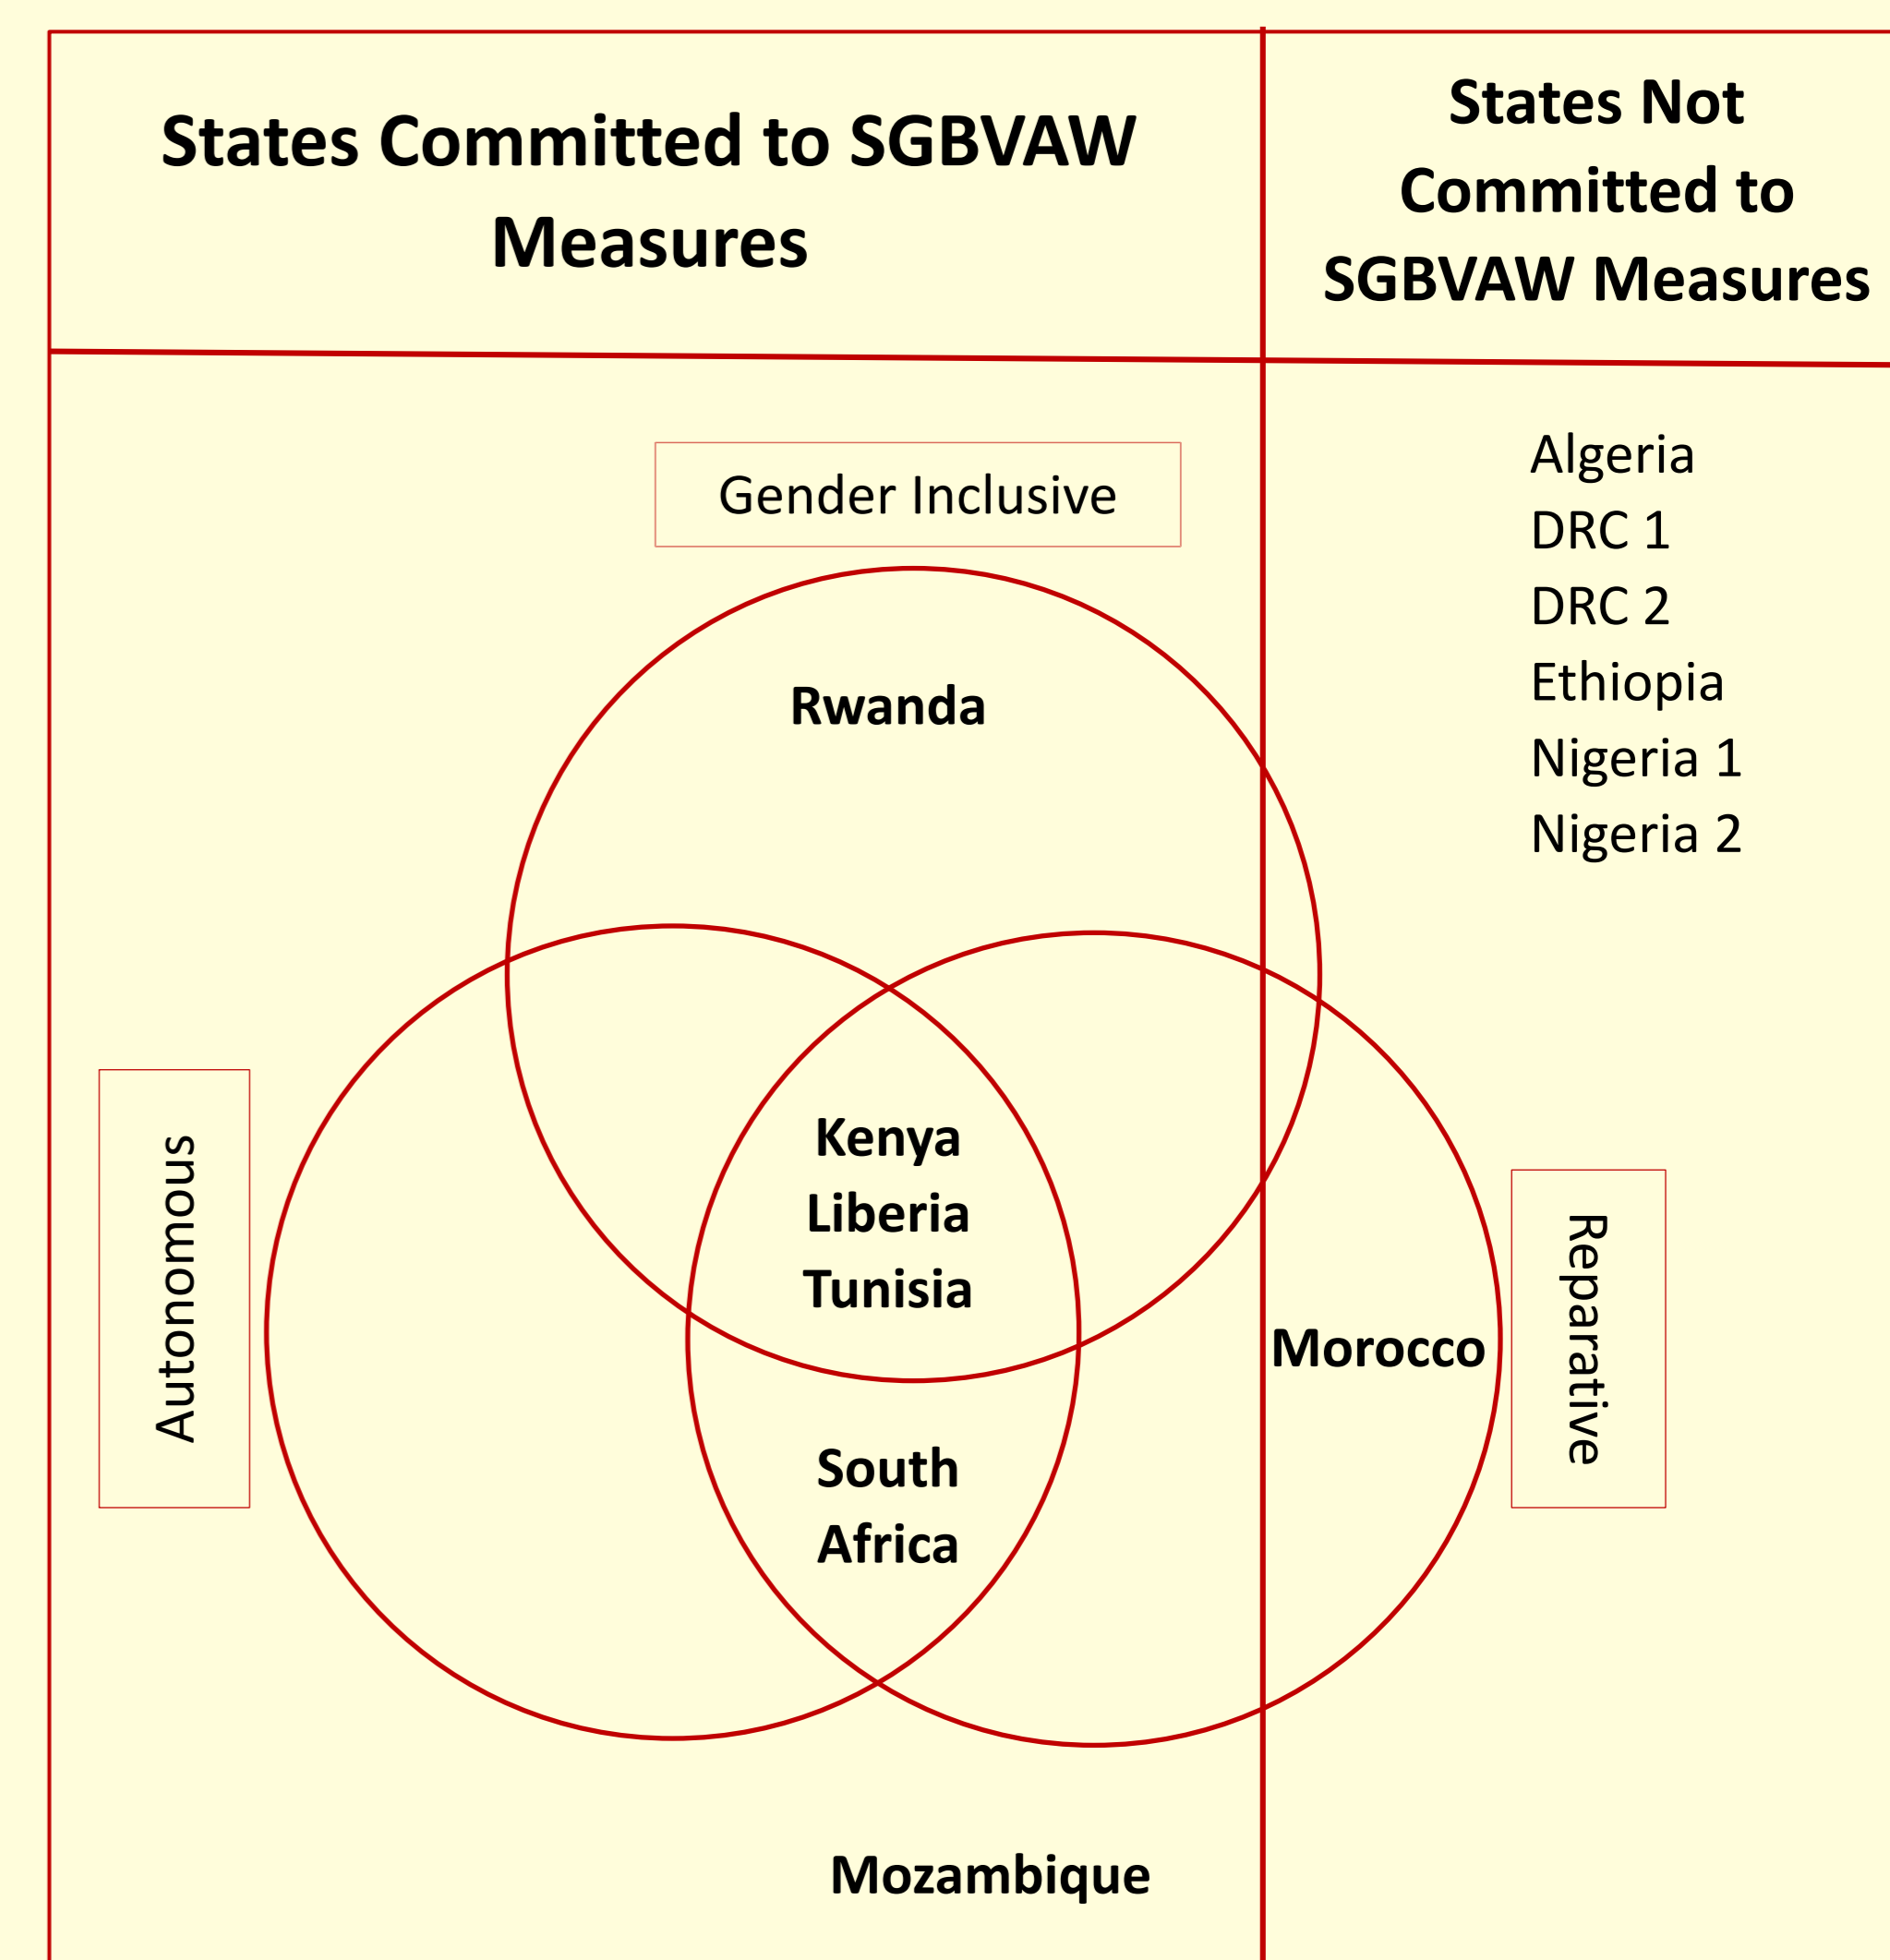 States Committed to SGBVAW
Measures
States Not
Committed to
SGBVAW Measures
Gender Inclusive
Algeria
DRC 1
DRC 2
Ethiopia
Nigeria 1
Nigeria 2
Rwanda
Autonomous
Kenya
Liberia
Tunisia
Morocco
Reparative
South
Africa
Mozambique